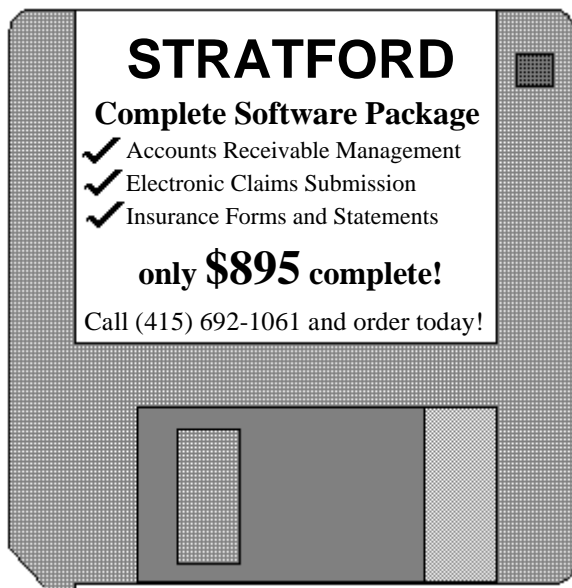 STRATFORD
Complete Software Package
Accounts Receivable Management
Electronic Claims Submission
Insurance Forms and Statements
only $895 complete!
Call (415) 692-1061 and order today!